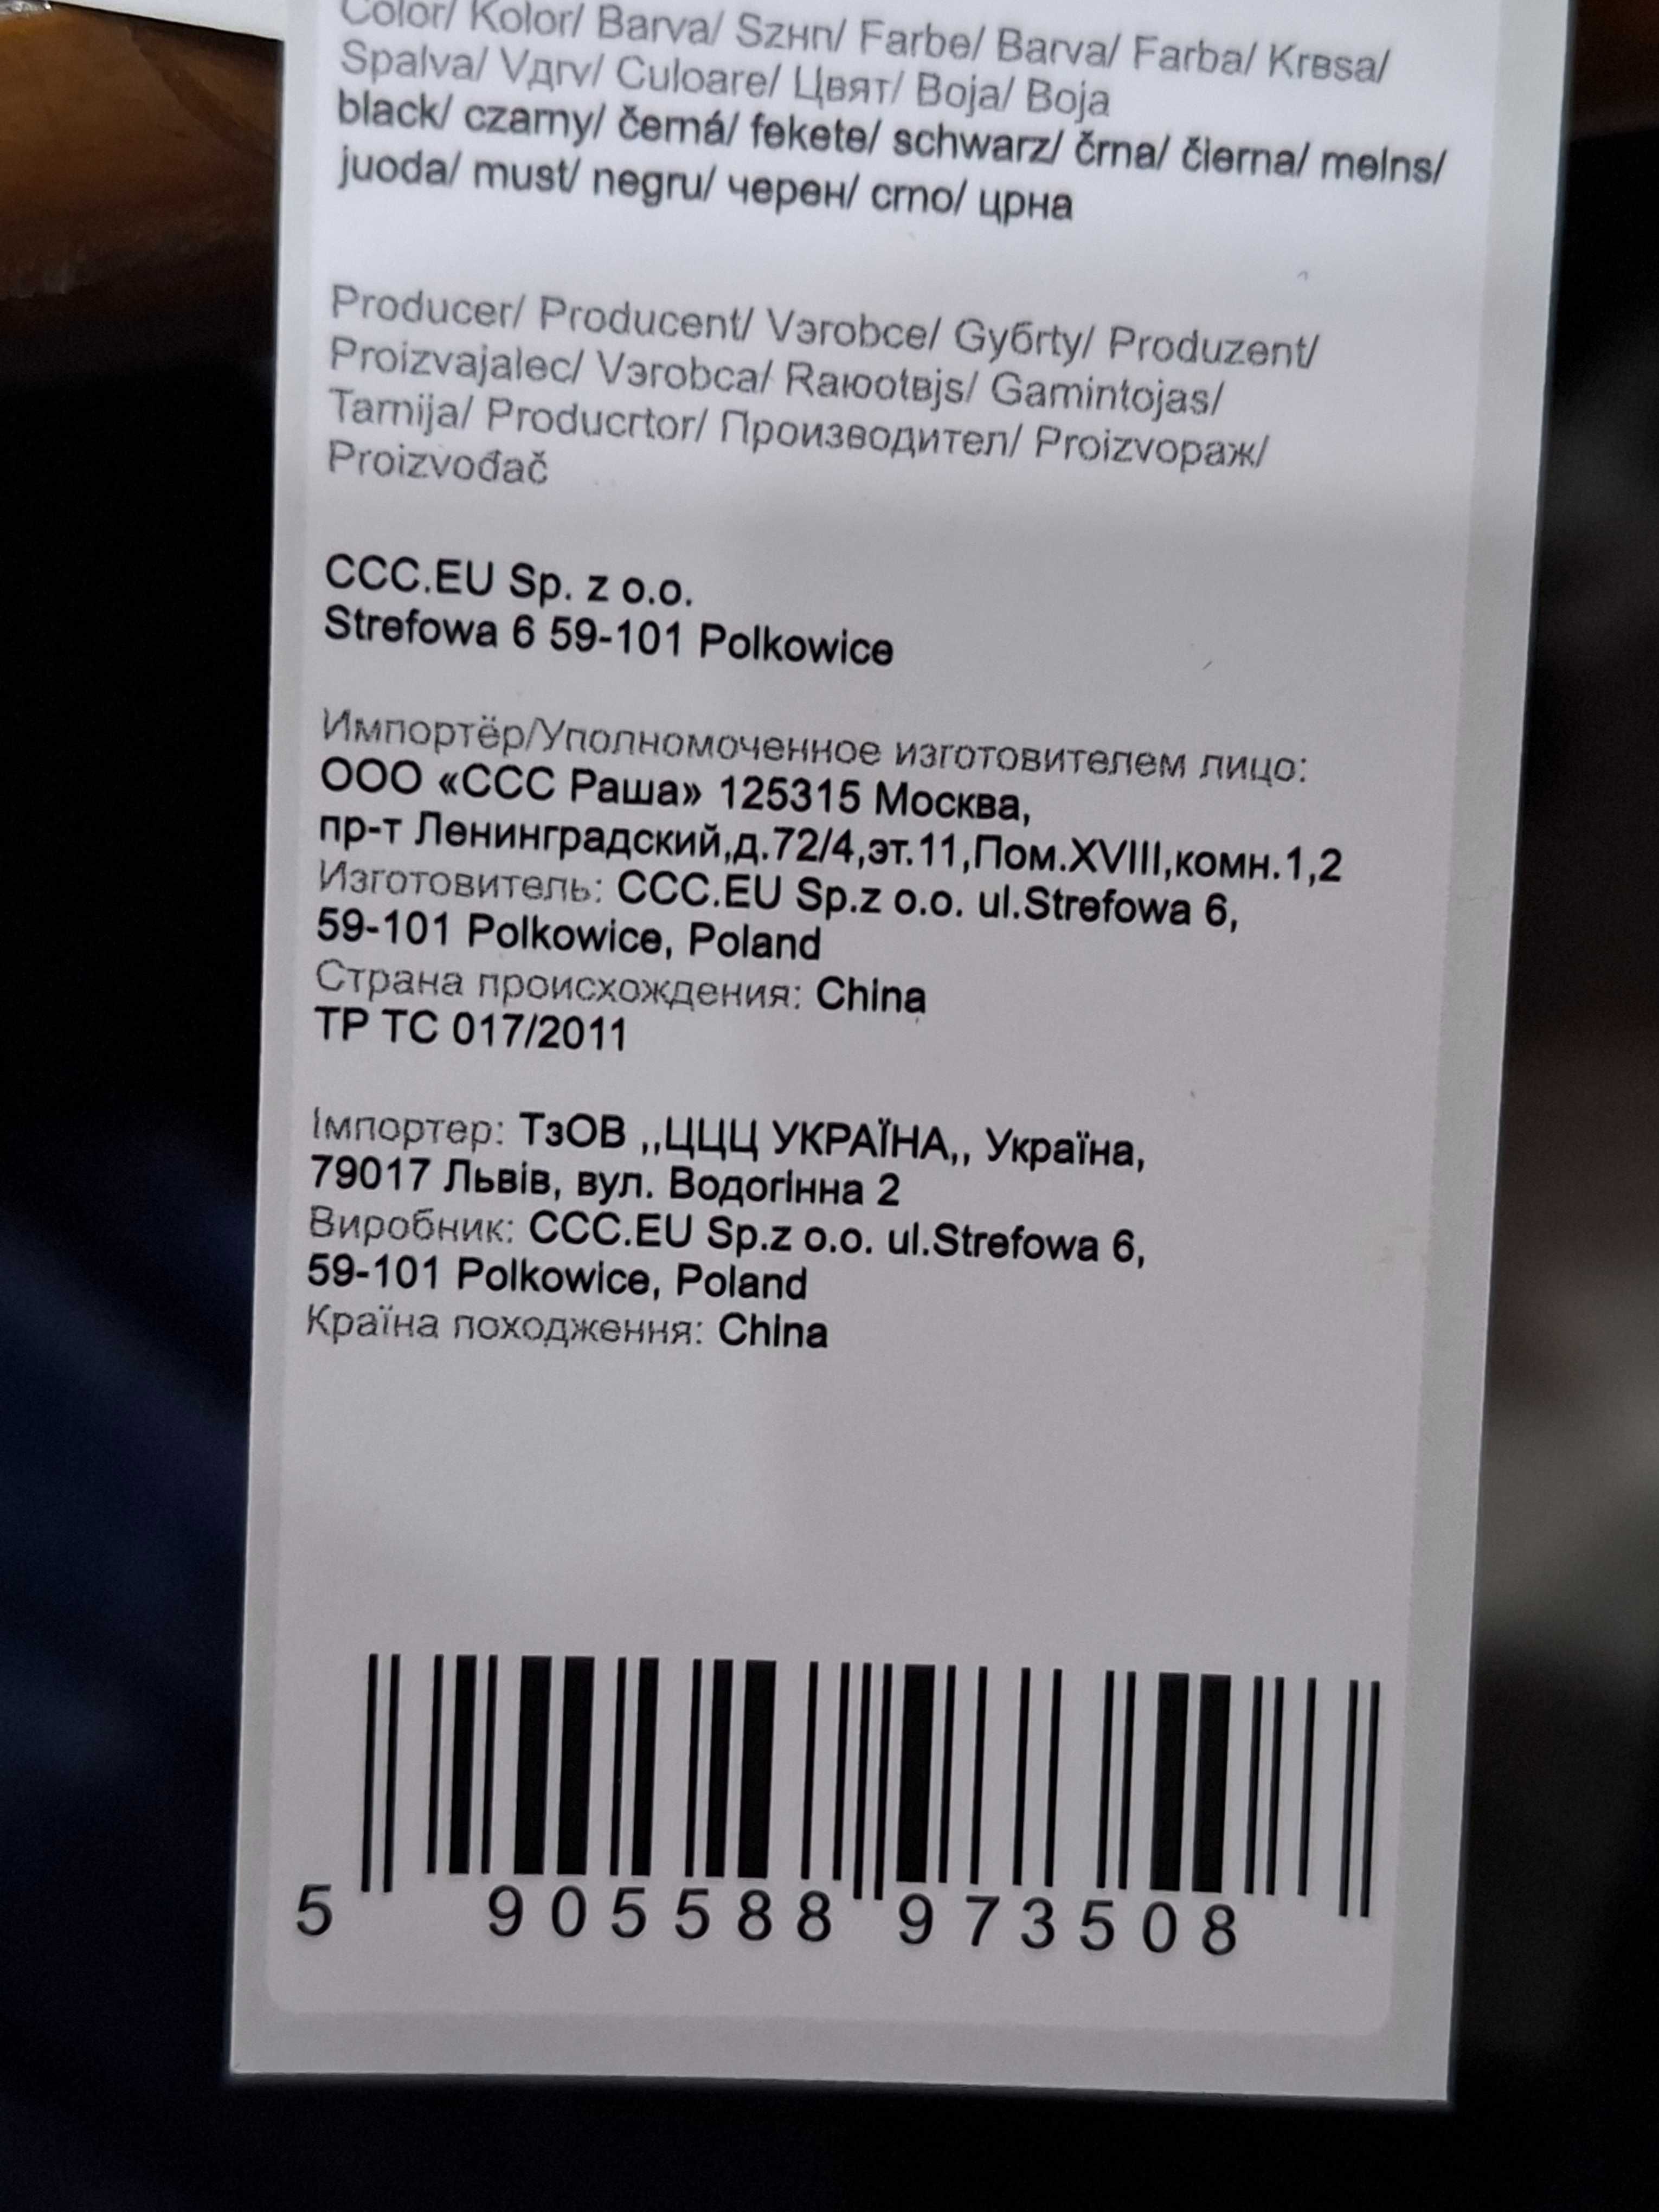 Color/ Kolor/ Barva/ Szнn/ Farbe/ Barva/ Farba/ Krвsa/
Spalva/ Vдrv/ Culoare/ Цвят/ Boja/ Boja
black/ czarny/ černá/ fekete/ schwarz/ črna/ čierna/ melns/
juoda/ must/ negru/ черен/ crno/ црна
Producer/ Producent/ Vэrobce/ Gyбrty/ Produzent/
Proizvajalec/ Vэrobca/ Raюotвjs/ Gamintojas/
Tarnija/ Producrtor/ Производител/ Proizvoраж/
Proizvođač
CCC.EU Sp. z o.o.
Strefowa 6 59-101 Polkowice
Импортёр/Уполномоченное изготовителем лицо:
ООО «ССС Раша» 125315 Москва,
пр-т Ленинградский,д.72/4,эт.11,Пом.XVIII,комн.1,2
Изготовитель: CCC.EU Sp.z o.o. ul.Strefowa 6,
59-101 Polkowice, Poland
Страна происхождения: China
ТР ТС 017/2011
Імпортер: ТзОВ ,,ЦЦЦ УКРАЇНА,, Україна,
79017 Львів, вул. Водогінна 2
Виробник: CCC.EU Sp.z o.o. ul.Strefowa 6,
59-101 Polkowice, Poland
Країна походження: China
5 905588 973508